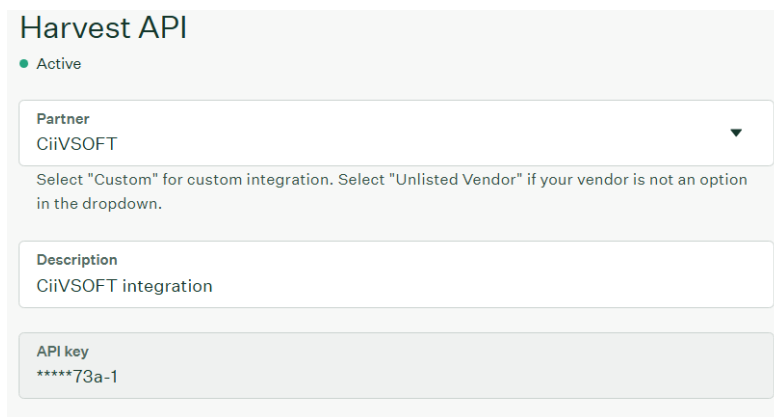 Harvest API
Active
Partner
CiiVSOFT
Select "Custom" for custom integration. Select "Unlisted Vendor" if your vendor is not an option
in the dropdown.
Description
CiiVSOFT integration
API key
*****73a-1